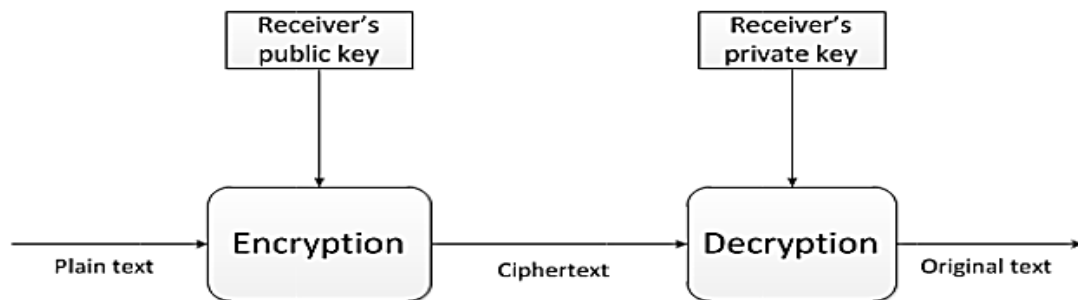 Receiver's
public key
Receiver's
private key
Encryption
Decryption
Plain text
Ciphertext
Original text